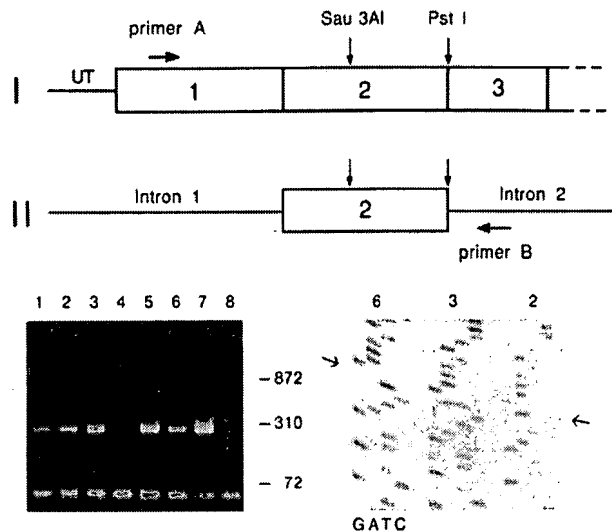 primer A
Sau 3AI Pst I
I UT 1 2 3
II Intron 1 2 Intron 2
primer B
1 2 3 4 5 6 7 8
6 3 2
- 872
- 310
- 72
GATC